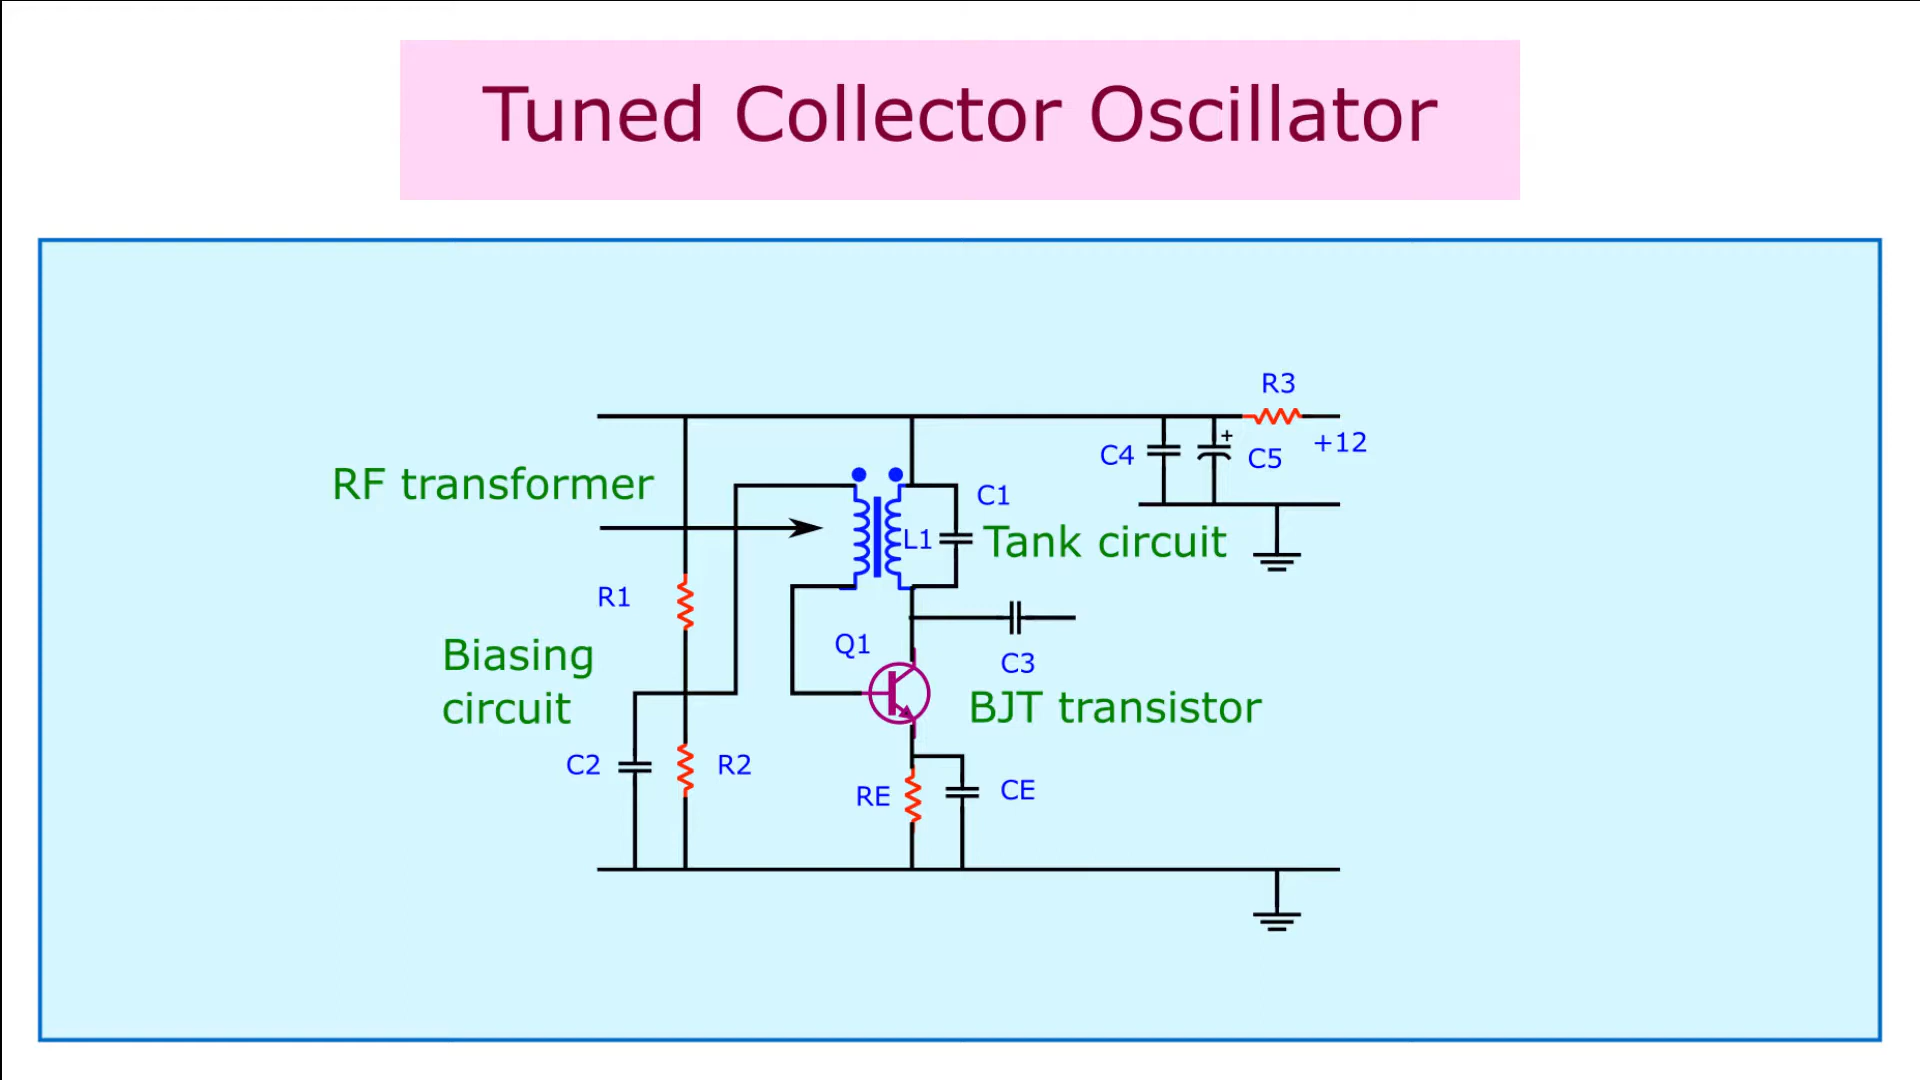 Tuned Collector Oscillator
R3
+
+12
C4
C5
RF transformer
C1
L1
Tank circuit
R1
Q1
Biasing
circuit
C3
BJT transistor
C2
R2
RE
CE